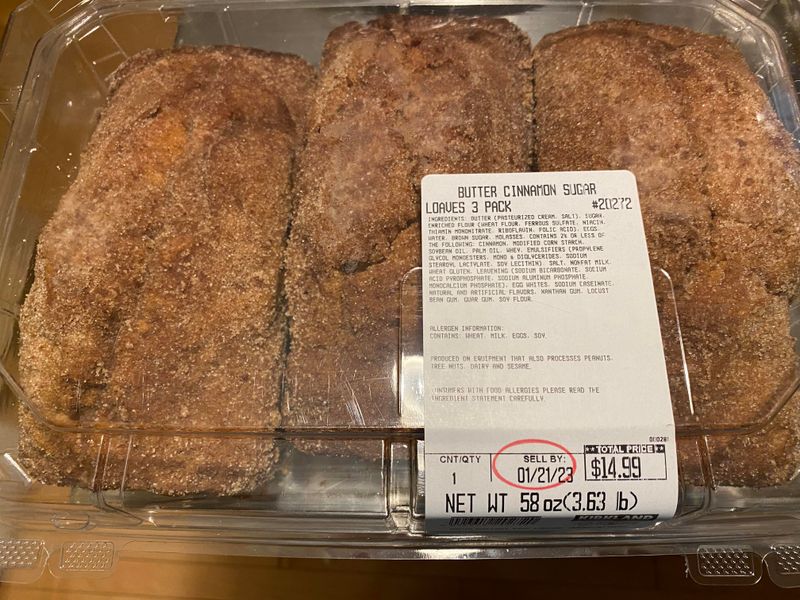 BUTTER CINNAMON SUGAR
LOAVES 3 PACK #20272
INGREDIENTS: BUTTER (PASTEURIZED CREAM, SALT), SUGAR,
ENRICHED FLOUR (WHEAT FLOUR, FERROUS SULFATE, NIACIN,
THIAMIN MONONITRATE, RIBOFLAVIN, FOLIC ACID), EGGS,
WATER, BROWN SUGAR, MOLASSES, CONTAINS 2% OR LESS OF
THE FOLLOWING: CINNAMON, MODIFIED CORN STARCH,
SOYBEAN OIL, PALM OIL, WHEY, EMULSIFIERS (PROPYLENE
GLYCOL MONOESTERS, MONO & DIGLYCERIDES, SODIUM
STEAROYL LACTYLATE, SOY LECITHIN), SALT, NONFAT MILK,
WHEAT GLUTEN, LEAVENING (SODIUM BICARBONATE, SODIUM
ACID PYROPHOSPHATE, SODIUM ALUMINUM PHOSPHATE,
MONOCALCIUM PHOSPHATE), EGG WHITES, SODIUM CASEINATE,
NATURAL AND ARTIFICIAL FLAVORS, XANTHAN GUM, LOCUST
BEAN GUM, GUAR GUM, SOY FLOUR.
ALLERGEN INFORMATION:
CONTAINS: WHEAT, MILK, EGGS, SOY.
PRODUCED ON EQUIPMENT THAT ALSO PROCESSES PEANUTS,
TREE NUTS, DAIRY AND SESAME.
CONSUMERS WITH FOOD ALLERGIES PLEASE READ THE
INGREDIENT STATEMENT CAREFULLY.
CNT/QTY SELL BY: **TOTAL PRICE**
1 01/21/23 $14.99
NET WT 58 oz(3.63 lb)
KIRKLAND